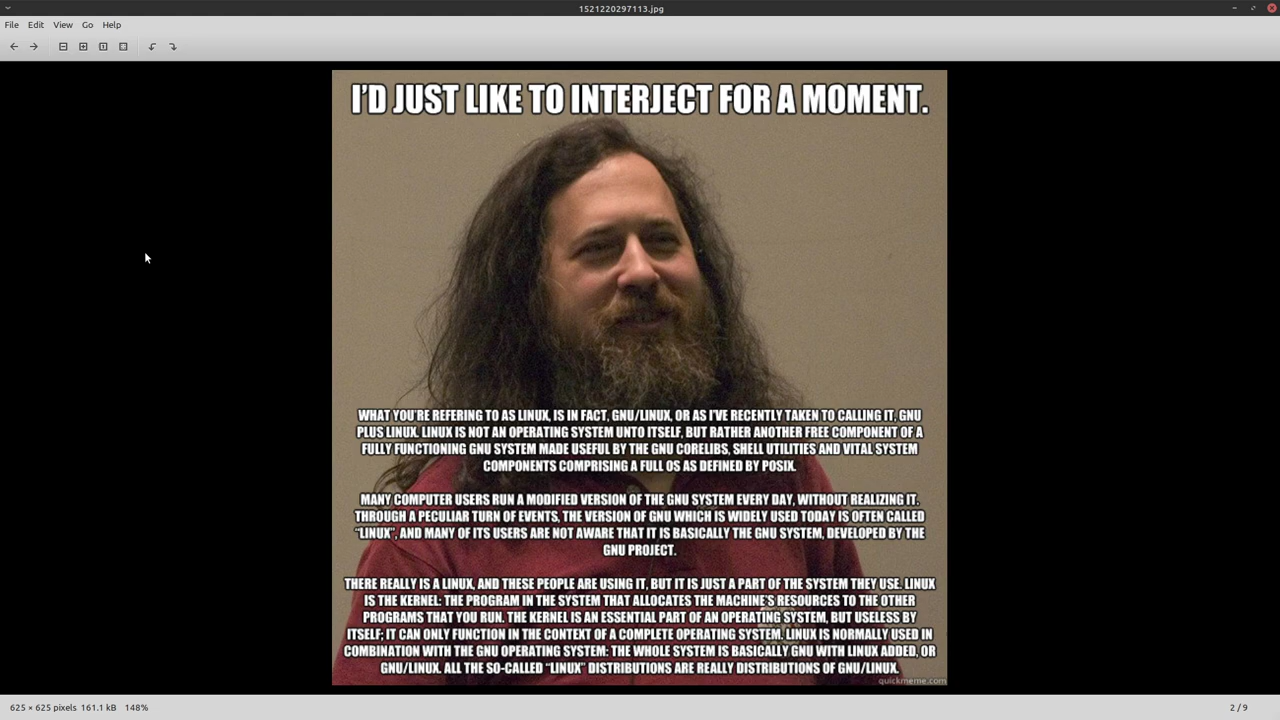 1521220297113.jpg
File Edit View Go Help
I'D JUST LIKE TO INTERJECT FOR A MOMENT.
WHAT YOU'RE REFERING TO AS LINUX, IS IN FACT, GNU/LINUX, OR AS I'VE RECENTLY TAKEN TO CALLING IT, GNU
PLUS LINUX. LINUX IS NOT AN OPERATING SYSTEM UNTO ITSELF, BUT RATHER ANOTHER FREE COMPONENT OF A
FULLY FUNCTIONING GNU SYSTEM MADE USEFUL BY THE GNU CORELIBS, SHELL UTILITIES AND VITAL SYSTEM
COMPONENTS COMPRISING A FULL OS AS DEFINED BY POSIX.
MANY COMPUTER USERS RUN A MODIFIED VERSION OF THE GNU SYSTEM EVERY DAY, WITHOUT REALIZING IT.
THROUGH A PECULIAR TURN OF EVENTS, THE VERSION OF GNU WHICH IS WIDELY USED TODAY IS OFTEN CALLED
"LINUX", AND MANY OF ITS USERS ARE NOT AWARE THAT IT IS BASICALLY THE GNU SYSTEM, DEVELOPED BY THE
GNU PROJECT.
THERE REALLY IS A LINUX, AND THESE PEOPLE ARE USING IT, BUT IT IS JUST A PART OF THE SYSTEM THEY USE. LINUX
IS THE KERNEL: THE PROGRAM IN THE SYSTEM THAT ALLOCATES THE MACHINE'S RESOURCES TO THE OTHER
PROGRAMS THAT YOU RUN. THE KERNEL IS AN ESSENTIAL PART OF AN OPERATING SYSTEM, BUT USELESS BY
ITSELF; IT CAN ONLY FUNCTION IN THE CONTEXT OF A COMPLETE OPERATING SYSTEM. LINUX IS NORMALLY USED IN
COMBINATION WITH THE GNU OPERATING SYSTEM: THE WHOLE SYSTEM IS BASICALLY GNU WITH LINUX ADDED, OR
GNU/LINUX. ALL THE SO-CALLED "LINUX" DISTRIBUTIONS ARE REALLY DISTRIBUTIONS OF GNU/LINUX.
quickmeme.com
625 × 625 pixels 161.1 kB 148%
2 / 9